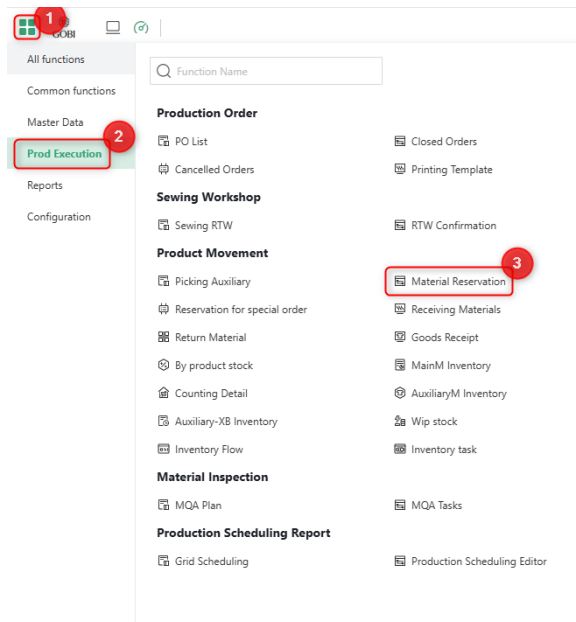 1
GOBI
All functions
Function Name
Common functions
Production Order
Master Data
PO List
Closed Orders
2
Prod Execution
Cancelled Orders
Printing Template
Reports
Sewing Workshop
Configuration
Sewing RTW
RTW Confirmation
Product Movement
3
Picking Auxiliary
Material Reservation
Reservation for special order
Receiving Materials
Return Material
Goods Receipt
By product stock
MainM Inventory
Counting Detail
AuxiliaryM Inventory
Auxiliary-XB Inventory
Wip stock
Inventory Flow
Inventory task
Material Inspection
MQA Plan
MQA Tasks
Production Scheduling Report
Grid Scheduling
Production Scheduling Editor